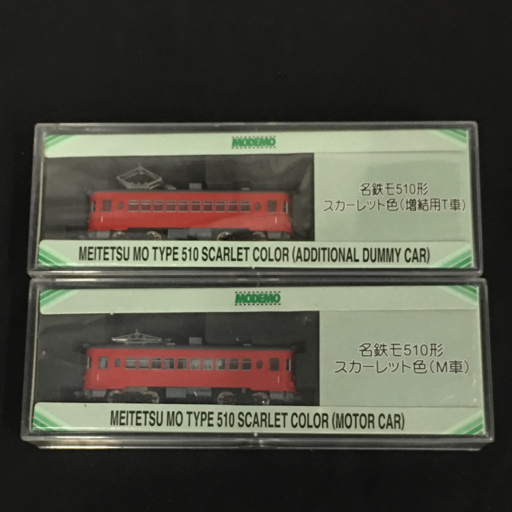 MODEMO
名鉄モ510形
スカーレット色(増結用T車)
MEITETSU MO TYPE 510 SCARLET COLOR (ADDITIONAL DUMMY CAR)
MODEMO
名鉄モ510形
スカーレット色(M車)
MEITETSU MO TYPE 510 SCARLET COLOR (MOTOR CAR)